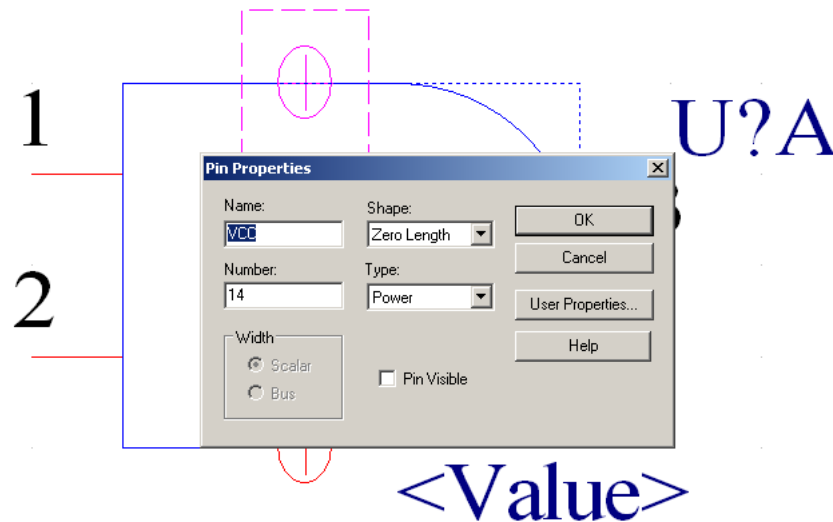 1
U?A
Pin Properties
Name:
Shape:
VCC
Zero Length
OK
Cancel
Number:
Type:
14
Power
User Properties...
2
Width
Help
Scalar
Pin Visible
Bus
<Value>